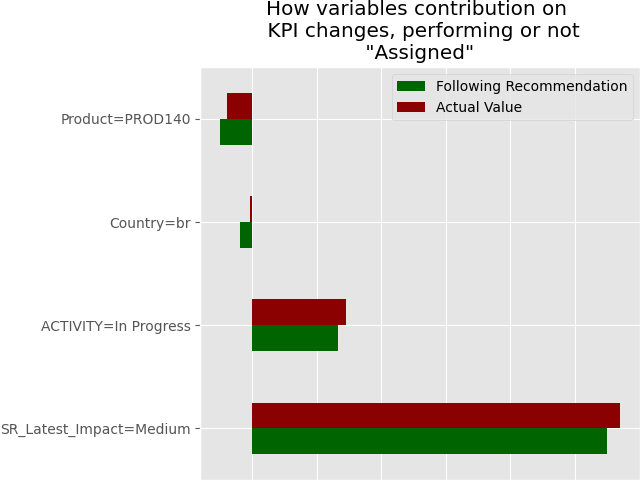 How variables contribution on
KPI changes, performing or not
"Assigned"
Following Recommendation
Actual Value
Product=PROD140
Country=br
ACTIVITY=In Progress
SR_Latest_Impact=Medium